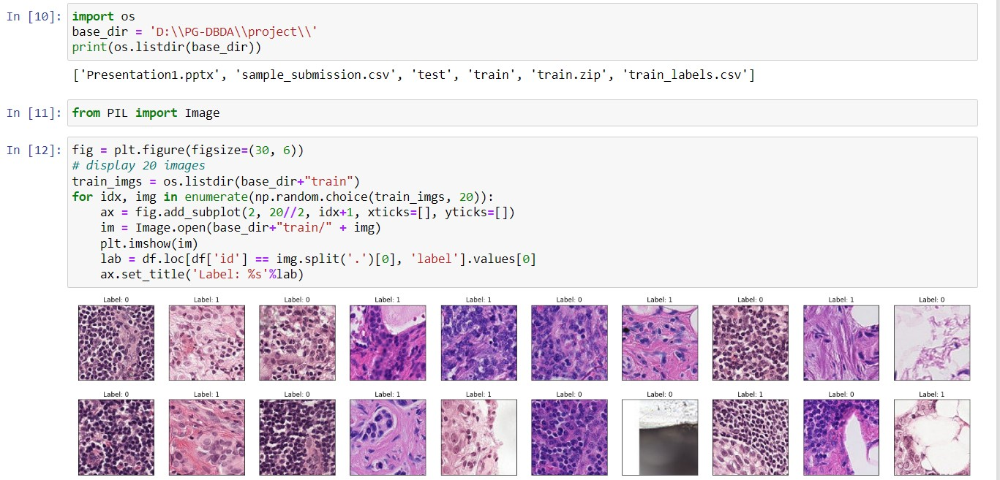 In [10]: import os
base_dir = 'D:\\PG-DBDA\\project\\'
print(os.listdir(base_dir))
['Presentation1.pptx', 'sample_submission.csv', 'test', 'train', 'train.zip', 'train_labels.csv']
In [11]: from PIL import Image
In [12]: fig = plt.figure(figsize=(30, 6))
# display 20 images
train_imgs = os.listdir(base_dir+"train")
for idx, img in enumerate(np.random.choice(train_imgs, 20)):
    ax = fig.add_subplot(2, 20//2, idx+1, xticks=[], yticks=[])
    im = Image.open(base_dir+"train/" + img)
    plt.imshow(im)
    lab = df.loc[df['id'] == img.split('.')[0], 'label'].values[0]
    ax.set_title('Label: %s'%lab)
Label: 0 Label: 1 Label: 0 Label: 1 Label: 1 Label: 0 Label: 1 Label: 0 Label: 1 Label: 0
Label: 0 Label: 1 Label: 0 Label: 1 Label: 1 Label: 0 Label: 0 Label: 1 Label: 0 Label: 1